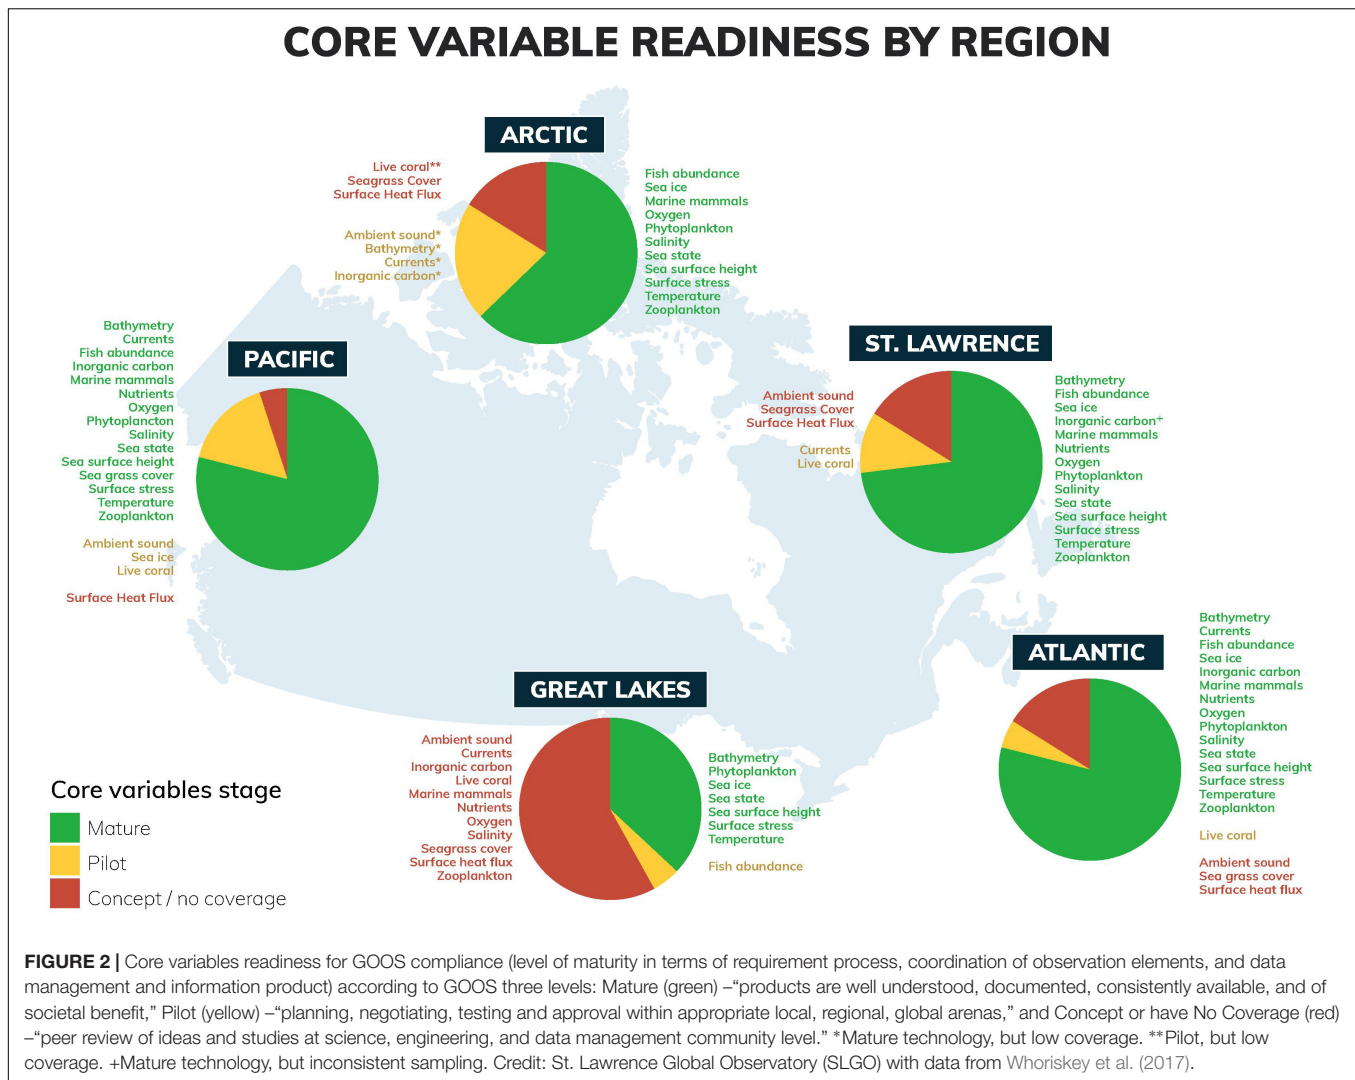 CORE VARIABLE READINESS BY REGION
ARCTIC
Live coral**
Seagrass Cover
Surface Heat Flux
Ambient sound*
Bathymetry*
Currents*
Inorganic carbon*
Fish abundance
Sea ice
Marine mammals
Oxygen
Phytoplankton
Salinity
Sea state
Sea surface height
Surface stress
Temperature
Zooplankton
PACIFIC
Bathymetry
Currents
Fish abundance
Inorganic carbon
Marine mammals
Nutrients
Oxygen
Phytoplancton
Salinity
Sea state
Sea surface height
Sea grass cover
Surface stress
Temperature
Zooplankton
Ambient sound
Sea ice
Live coral
Surface Heat Flux
ST. LAWRENCE
Ambient sound
Seagrass Cover
Surface Heat Flux
Currents
Live coral
Bathymetry
Fish abundance
Sea ice
Inorganic carbon+
Marine mammals
Nutrients
Oxygen
Phytoplankton
Salinity
Sea state
Sea surface height
Surface stress
Temperature
Zooplankton
GREAT LAKES
Ambient sound
Currents
Inorganic carbon
Live coral
Marine mammals
Nutrients
Oxygen
Salinity
Seagrass cover
Surface heat flux
Zooplankton
Bathymetry
Phytoplankton
Sea ice
Sea state
Sea surface height
Surface stress
Temperature
Fish abundance
ATLANTIC
Bathymetry
Currents
Fish abundance
Sea ice
Inorganic carbon
Marine mammals
Nutrients
Oxygen
Phytoplankton
Salinity
Sea state
Sea surface height
Surface stress
Temperature
Zooplankton
Live coral
Ambient sound
Sea grass cover
Surface heat flux
Core variables stage
Mature
Pilot
Concept / no coverage
FIGURE 2 | Core variables readiness for GOOS compliance (level of maturity in terms of requirement process, coordination of observation elements, and data
management and information product) according to GOOS three levels: Mature (green) –“products are well understood, documented, consistently available, and of
societal benefit,” Pilot (yellow) –“planning, negotiating, testing and approval within appropriate local, regional, global arenas,” and Concept or have No Coverage (red)
–“peer review of ideas and studies at science, engineering, and data management community level.” *Mature technology, but low coverage. **Pilot, but low
coverage. +Mature technology, but inconsistent sampling. Credit: St. Lawrence Global Observatory (SLGO) with data from Whoriskey et al. (2017).